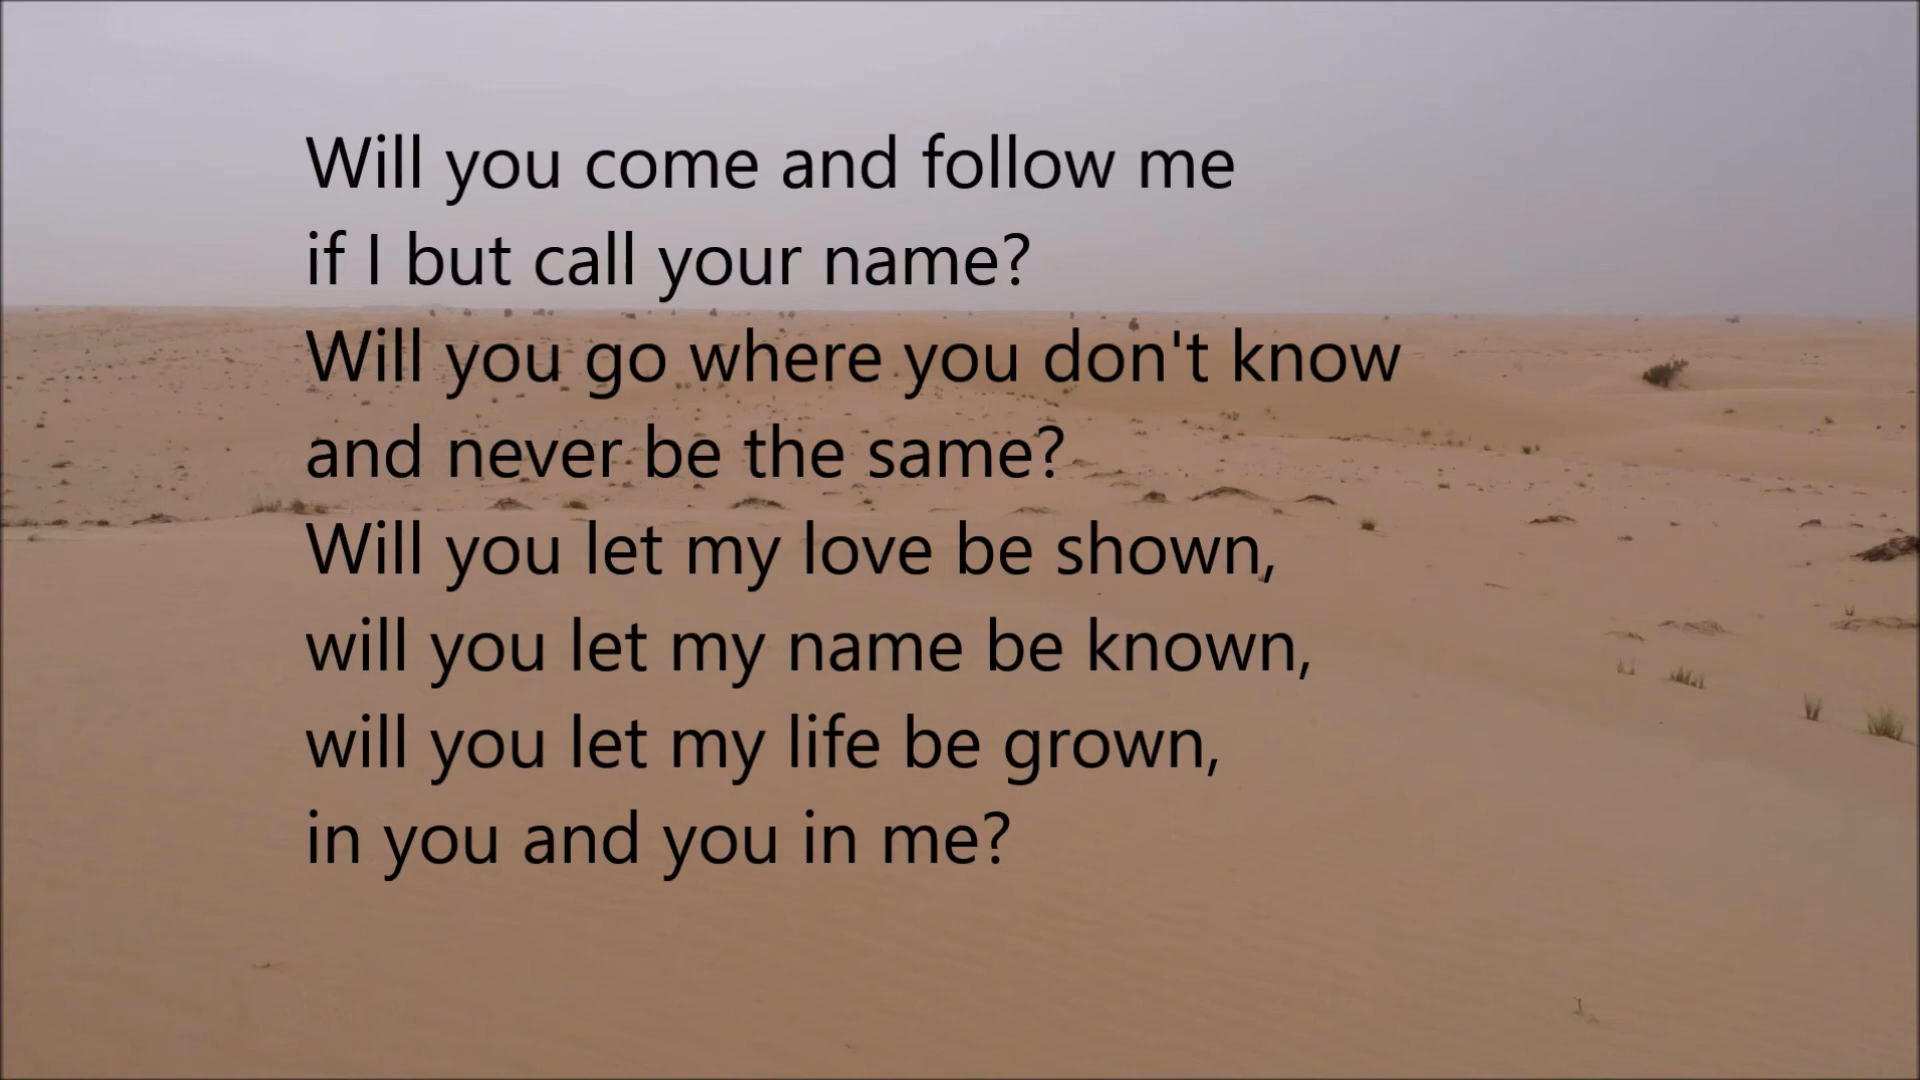 Will you come and follow me
if I but call your name?
Will you go where you don't know
and never be the same?
Will you let my love be shown,
will you let my name be known,
will you let my life be grown,
in you and you in me?